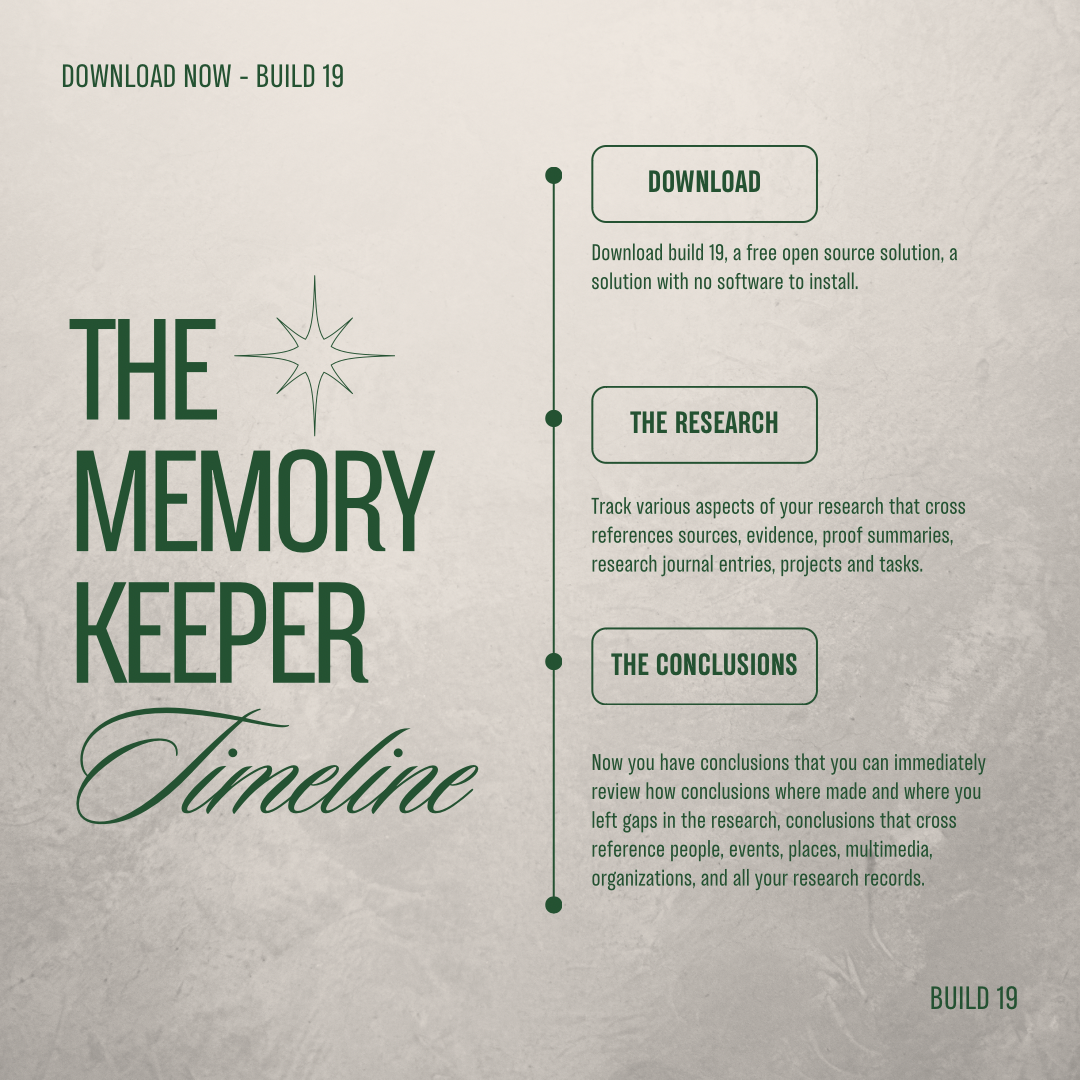 DOWNLOAD NOW - BUILD 19
THE
MEMORY
KEEPER
Timeline
DOWNLOAD
Download build 19, a free open source solution, a
solution with no software to install.
THE RESEARCH
Track various aspects of your research that cross
references sources, evidence, proof summaries,
research journal entries, projects and tasks.
THE CONCLUSIONS
Now you have conclusions that you can immediately
review how conclusions where made and where you
left gaps in the research, conclusions that cross
reference people, events, places, multimedia,
organizations, and all your research records.
BUILD 19